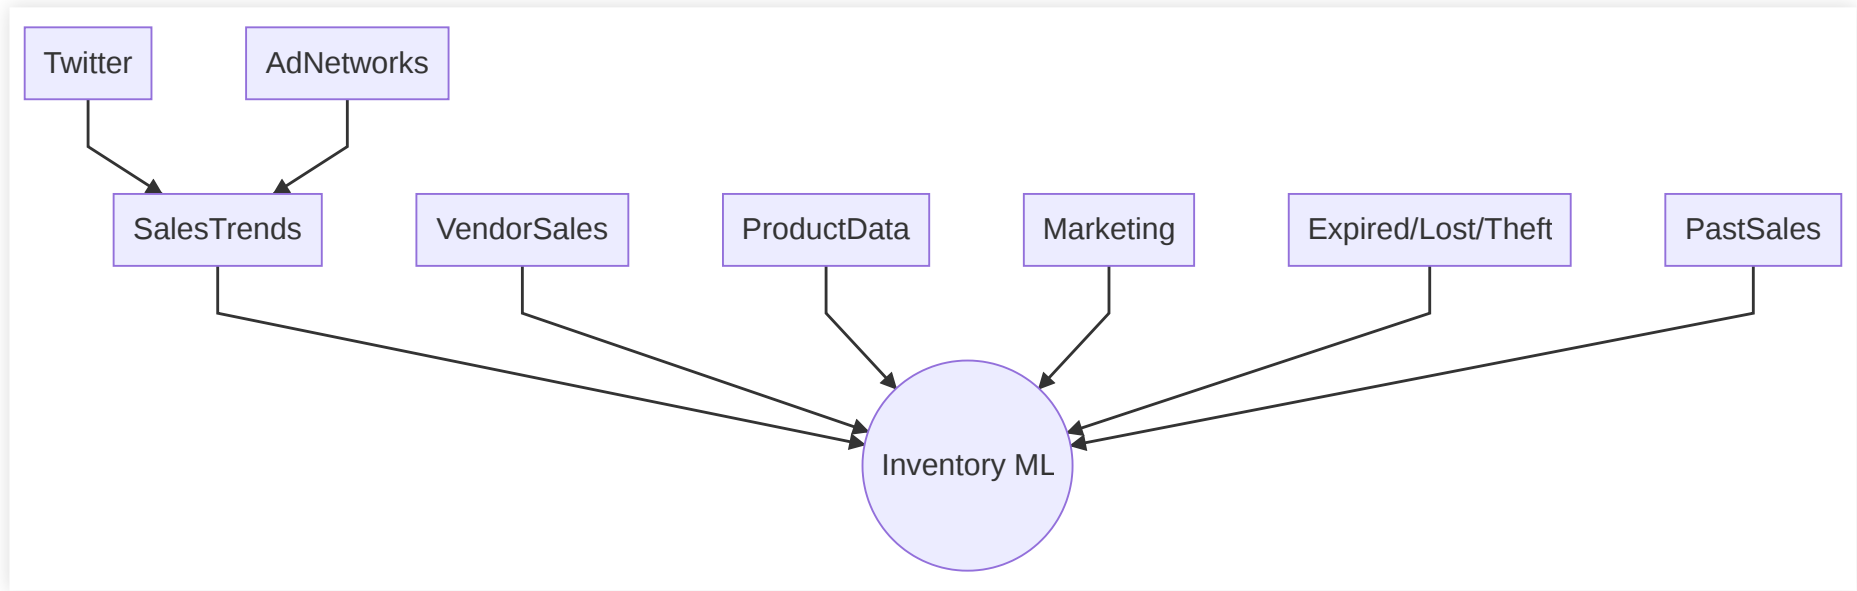 Twitter
AdNetworks
SalesTrends
VendorSales
ProductData
Marketing
Expired/Lost/Theft
PastSales
Inventory ML